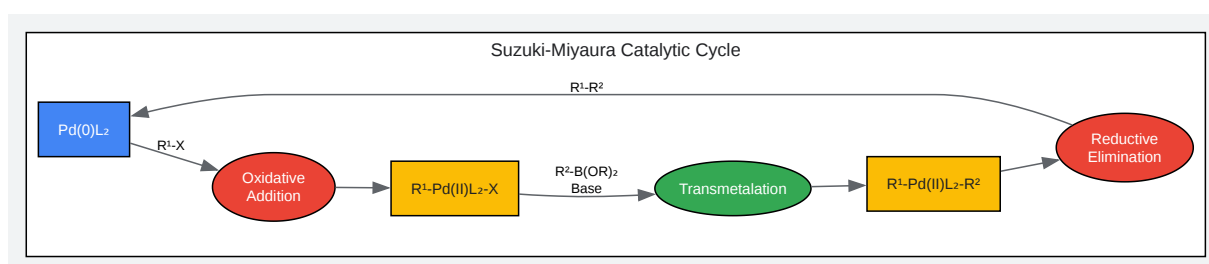 Suzuki-Miyaura Catalytic Cycle
R¹-R²
Pd(0)L₂
R¹-X
Oxidative
Addition
R¹-Pd(II)L₂-X
R²-B(OR)₂
Base
Transmetalation
R¹-Pd(II)L₂-R²
Reductive
Elimination